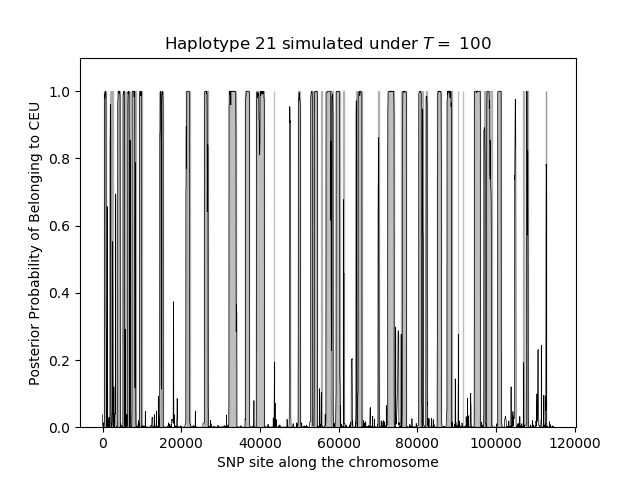 Haplotype 21 simulated under T = 100
Posterior Probability of Belonging to CEU
1.0
0.8
0.6
0.4
0.2
0.0
0 20000 40000 60000 80000 100000 120000
SNP site along the chromosome